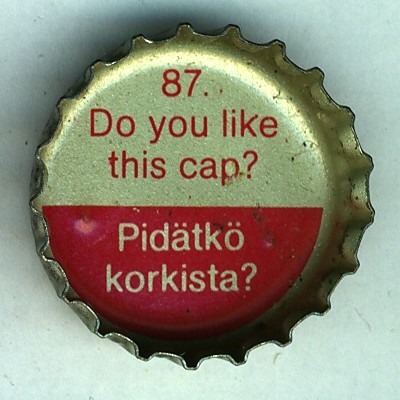 87.
Do you like
this cap?
Pidätkö
korkista?